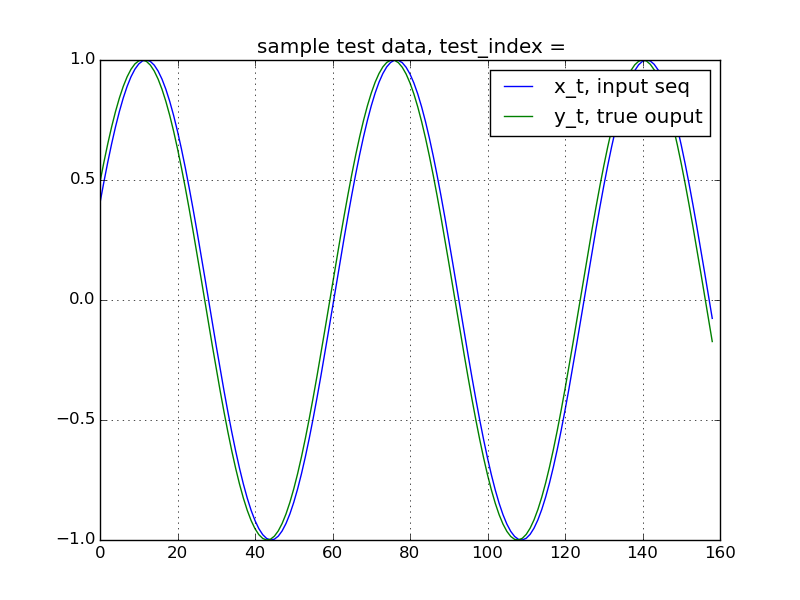 sample test data, test_index =
x_t, input seq
y_t, true ouput
1.0
0.5
0.0
−0.5
−1.0
0 20 40 60 80 100 120 140 160